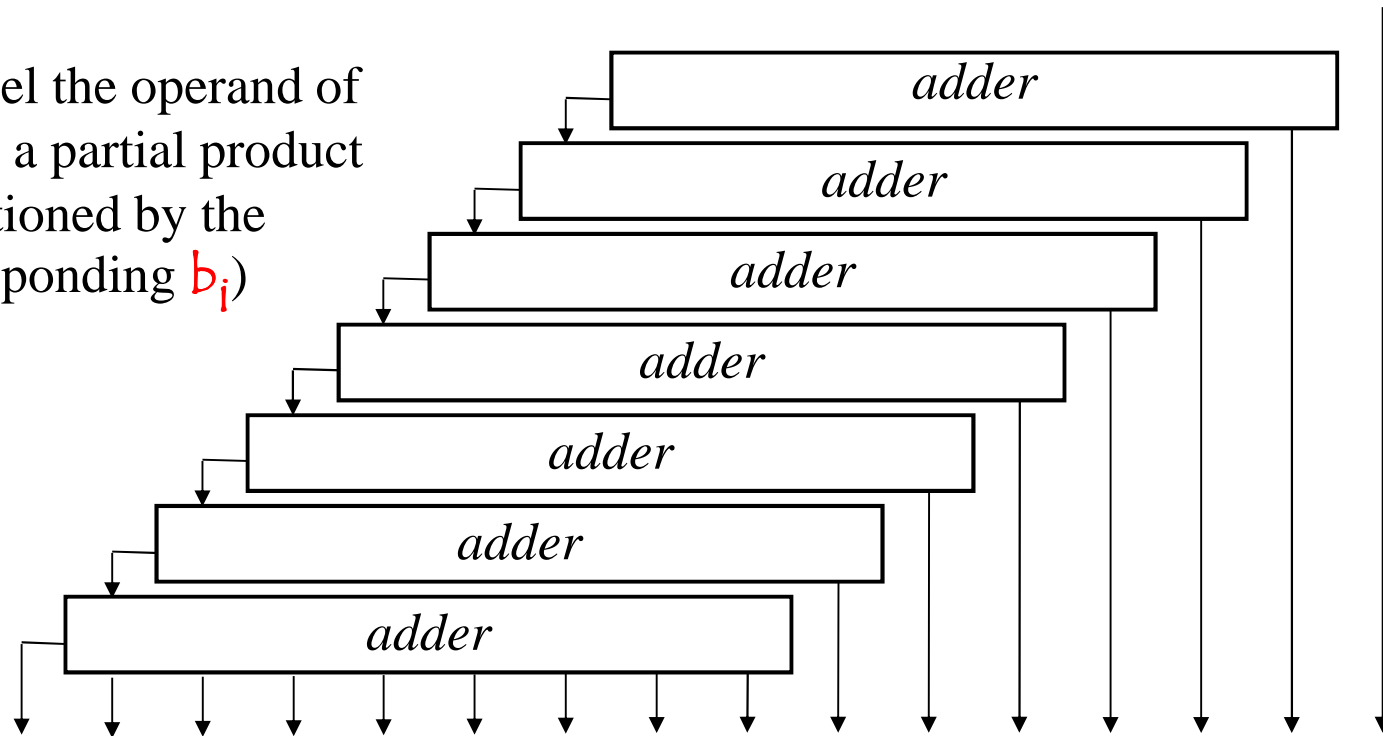 adder
el the operand of
a partial product
adder
tioned by the
ponding bi)
adder
adder
adder
adder
adder